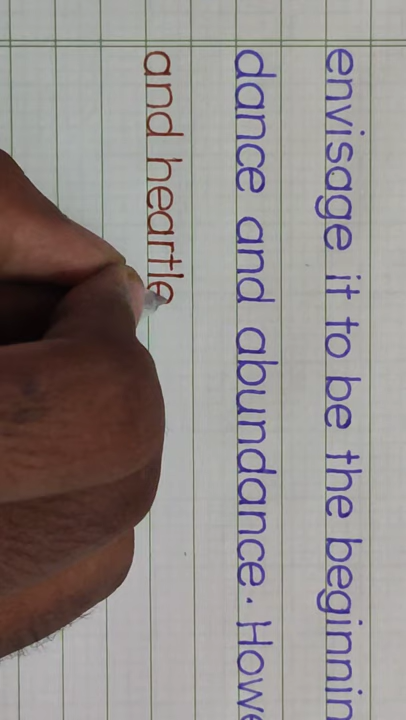 envisage it to be the beginnin
dance and abundance. Howe
and heartle